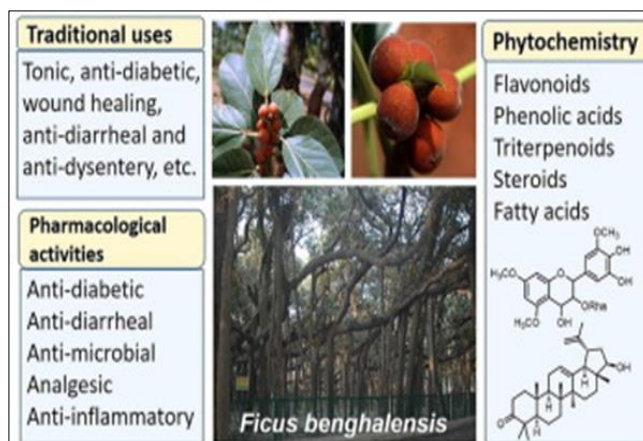 Traditional uses
Tonic, anti-diabetic,
wound healing,
anti-diarrheal and
anti-dysentery, etc.
Pharmacological
activities
Anti-diabetic
Anti-diarrheal
Anti-microbial
Analgesic
Anti-inflammatory
Ficus benghalensis
Phytochemistry
Flavonoids
Phenolic acids
Triterpenoids
Steroids
Fatty acids
OCH₃
OH
OH
H₃CO
O
ORha
H₃CO
OH
OH
H
H
H
O
H